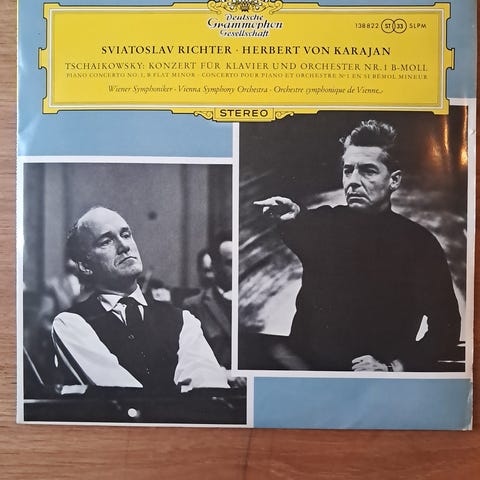 Deutsche
Grammophon
Gesellschaft
138 822 ST 33 SLPM
SVIATOSLAV RICHTER · HERBERT VON KARAJAN
TSCHAIKOWSKY: KONZERT FÜR KLAVIER UND ORCHESTER NR. 1 B-MOLL
PIANO CONCERTO NO. 1, B FLAT MINOR · CONCERTO POUR PIANO ET ORCHESTRE Nº 1 EN SI BÉMOL MINEUR
Wiener Symphoniker · Vienna Symphony Orchestra · Orchestre symphonique de Vienne
STEREO